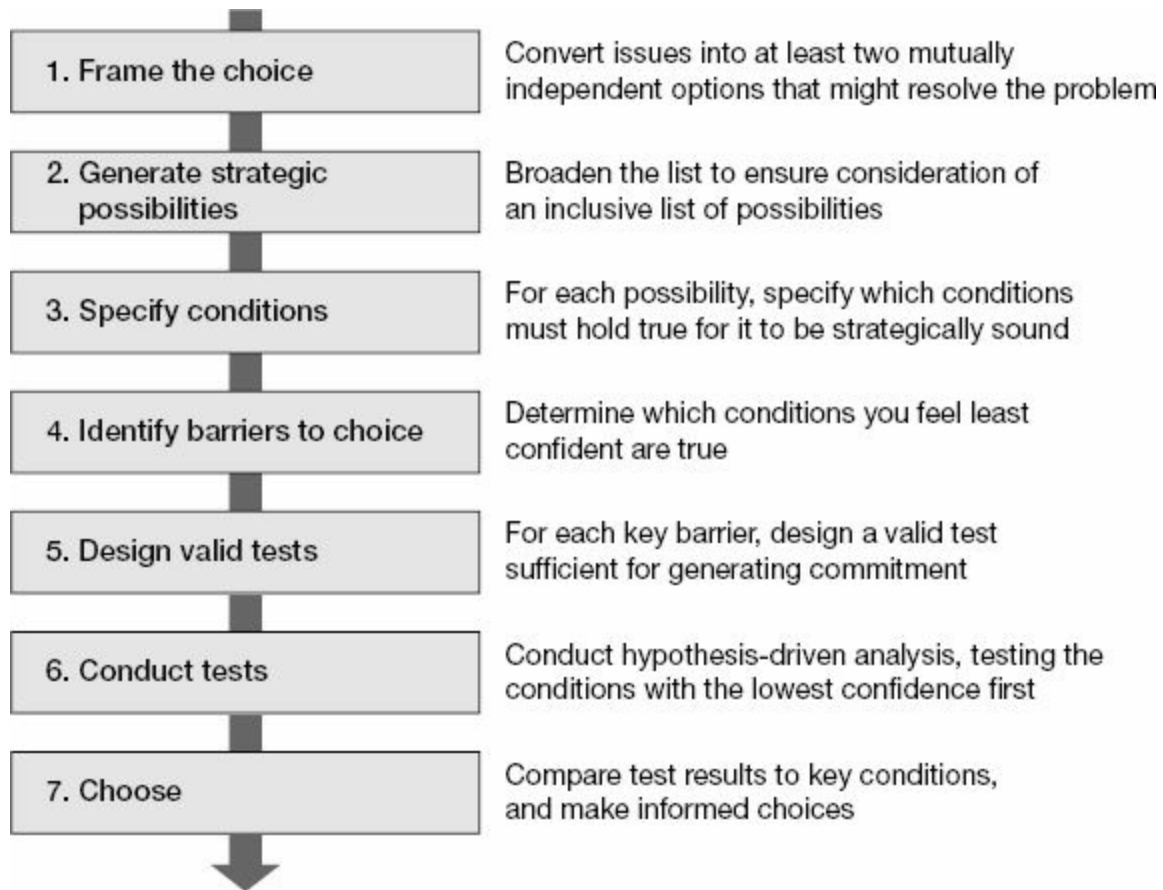 1. Frame the choice
Convert issues into at least two mutually
independent options that might resolve the problem
2. Generate strategic
possibilities
Broaden the list to ensure consideration of
an inclusive list of possibilities
3. Specify conditions
For each possibility, specify which conditions
must hold true for it to be strategically sound
4. Identify barriers to choice
Determine which conditions you feel least
confident are true
5. Design valid tests
For each key barrier, design a valid test
sufficient for generating commitment
6. Conduct tests
Conduct hypothesis-driven analysis, testing the
conditions with the lowest confidence first
7. Choose
Compare test results to key conditions,
and make informed choices